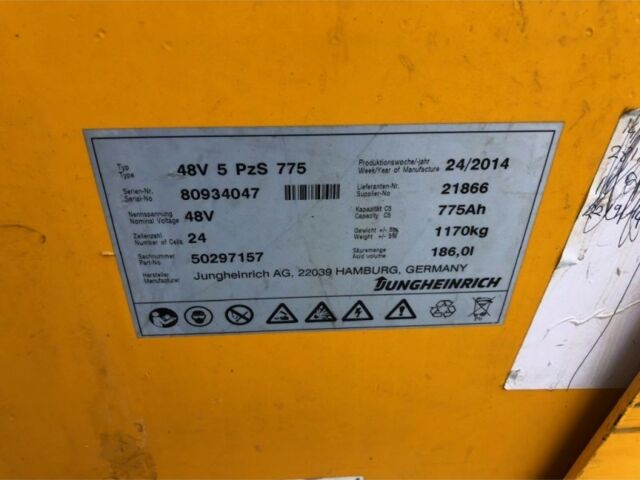 Typ
Type
48V 5 PzS 775
Serien-Nr.
Serial-No
80934047
Nennspannung
Nominal Voltage
48V
Zellenzahl
Number of Cells
24
Sachnummer
Part-No
50297157
Hersteller
Manufacturer
Jungheinrich AG, 22039 HAMBURG, GERMANY
Produktionswoche/-jahr
Week/Year of Manufacture
24/2014
Lieferanten-Nr.
Supplier-No
21866
Kapazität C5
Capacity C5
775Ah
Gewicht +/- 5%
Weight +/- 5%
1170kg
Säuremenge
Acid volume
186,0l
JUNGHEINRICH
Pb